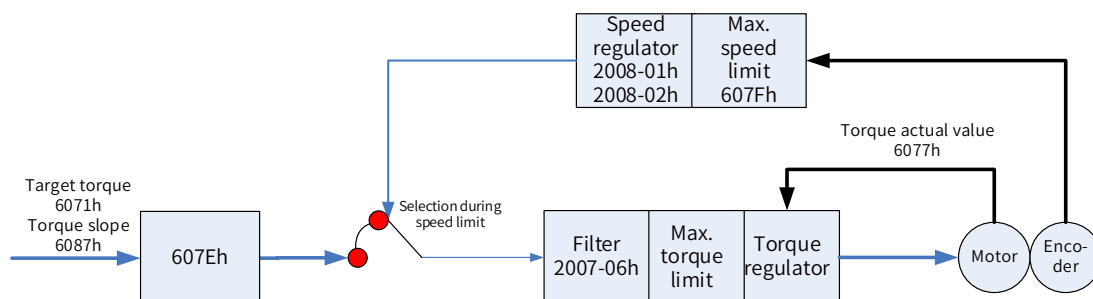 Speed
regulator
2008-01h
2008-02h
Max.
speed
limit
607Fh
Torque actual value
6077h
Target torque
6071h
Torque slope
6087h
607Eh
Selection during
speed limit
Filter
2007-06h
Max.
torque
limit
Torque
regulator
Motor
Enco-
der